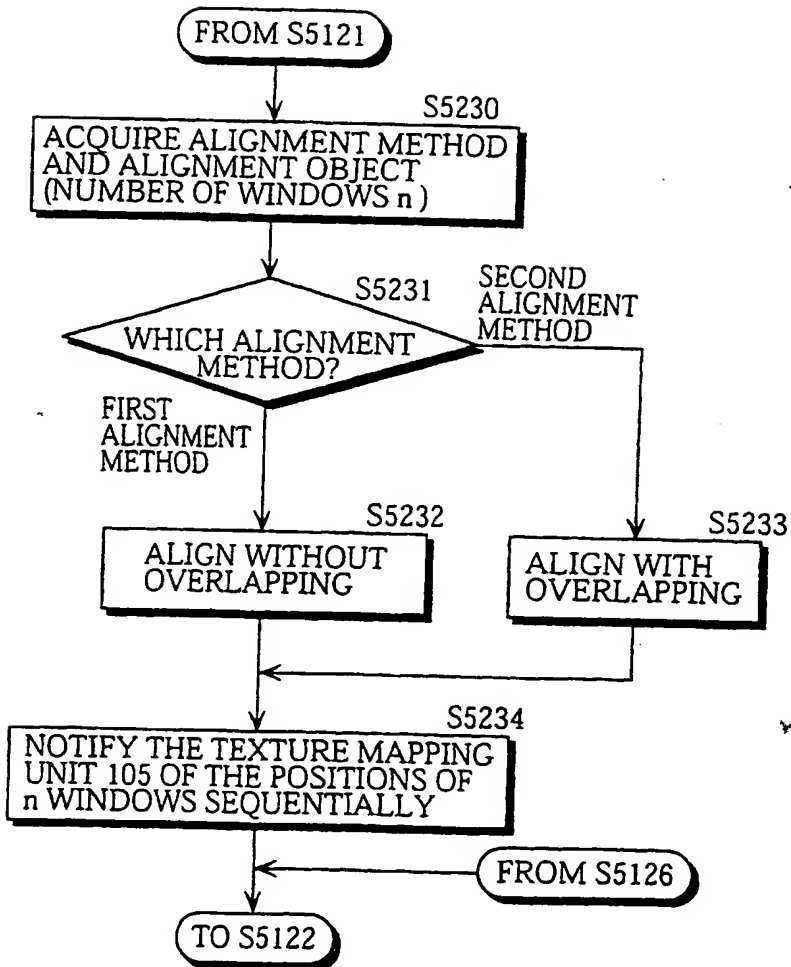 FROM S5121
S5230
ACQUIRE ALIGNMENT METHOD
AND ALIGNMENT OBJECT
(NUMBER OF WINDOWS n )
S5231
WHICH ALIGNMENT
METHOD?
SECOND
ALIGNMENT
METHOD
FIRST
ALIGNMENT
METHOD
S5232
ALIGN WITHOUT
OVERLAPPING
S5233
ALIGN WITH
OVERLAPPING
S5234
NOTIFY THE TEXTURE MAPPING
UNIT 105 OF THE POSITIONS OF
n WINDOWS SEQUENTIALLY
FROM S5126
TO S5122